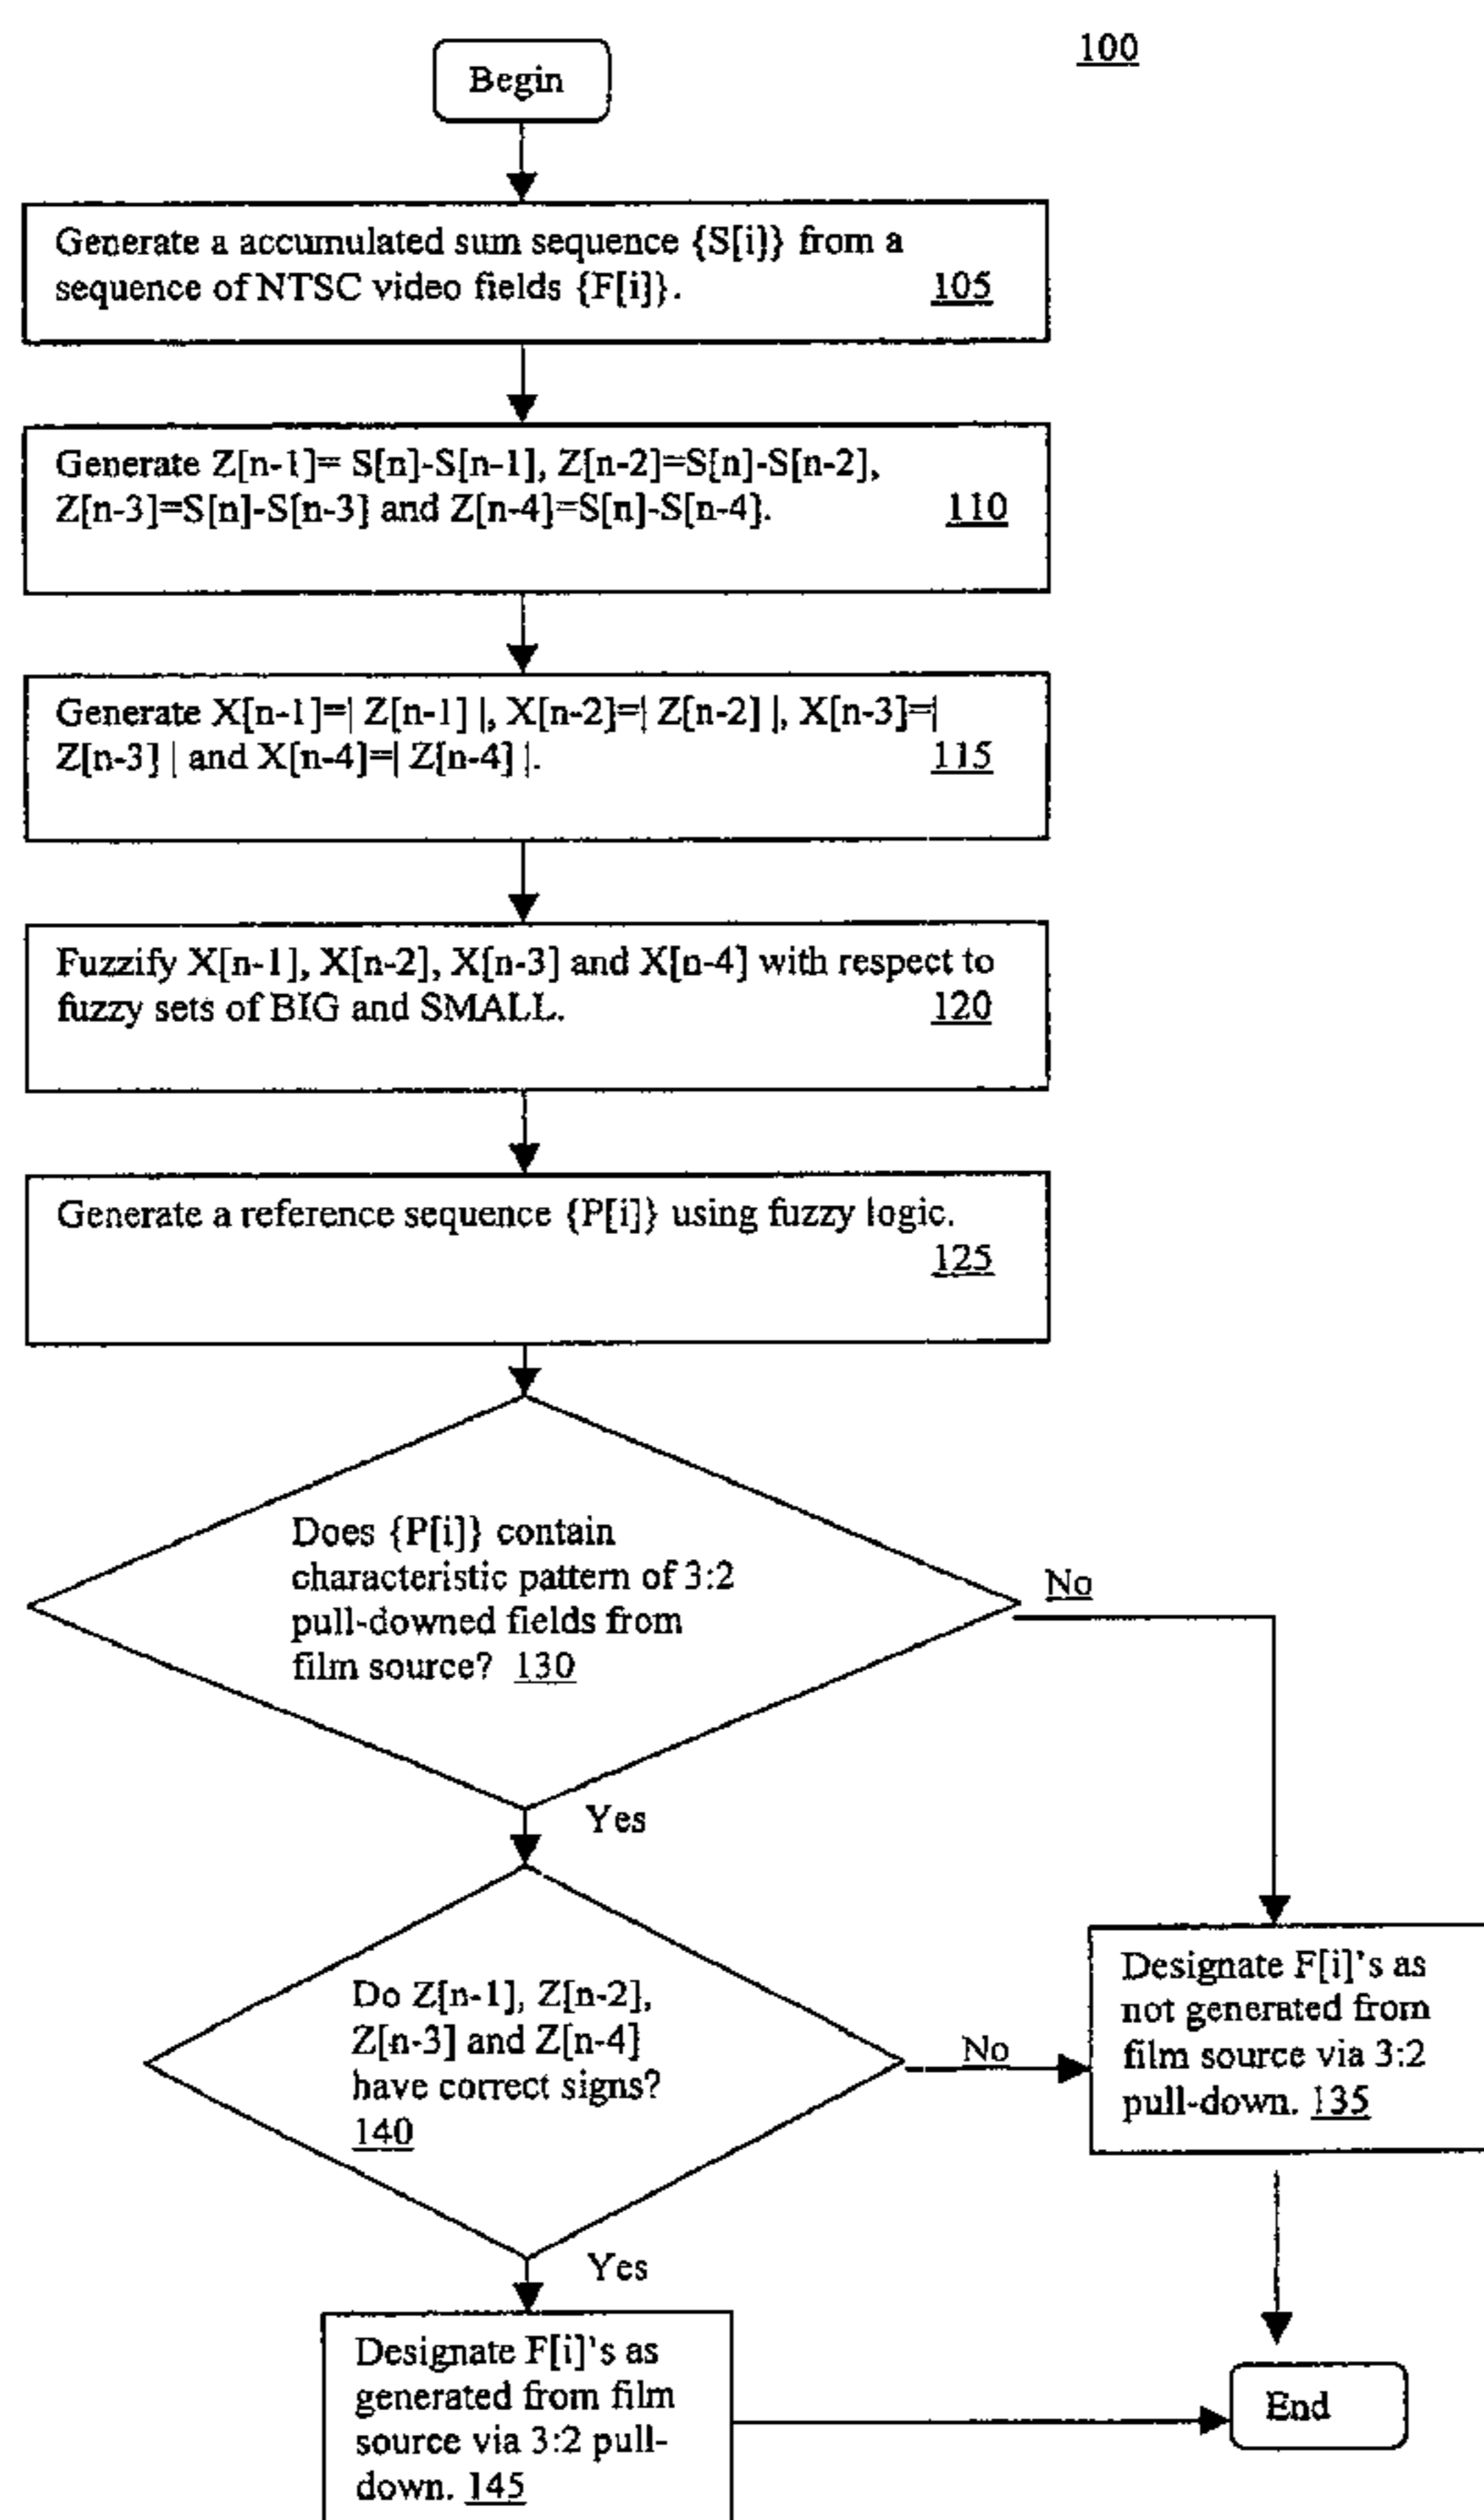 100
Begin
Generate a accumulated sum sequence {S[i]} from a
sequence of NTSC video fields {F[i]}. 105
Generate Z[n-1]= S[n]-S[n-1], Z[n-2]=S[n]-S[n-2],
Z[n-3]=S[n]-S[n-3] and Z[n-4]=S[n]-S[n-4]. 110
Generate X[n-1]=| Z[n-1] |, X[n-2]=| Z[n-2] |, X[n-3]=|
Z[n-3] | and X[n-4]=| Z[n-4] |. 115
Fuzzify X[n-1], X[n-2], X[n-3] and X[n-4] with respect to
fuzzy sets of BIG and SMALL. 120
Generate a reference sequence {P[i]} using fuzzy logic.
125
Does {P[i]} contain
characteristic pattern of 3:2
pull-downed fields from
film source? 130
No
Yes
Do Z[n-1], Z[n-2],
Z[n-3] and Z[n-4]
have correct signs?
140
No
Designate F[i]'s as
not generated from
film source via 3:2
pull-down. 135
Yes
Designate F[i]'s as
generated from film
source via 3:2 pull-
down. 145
End